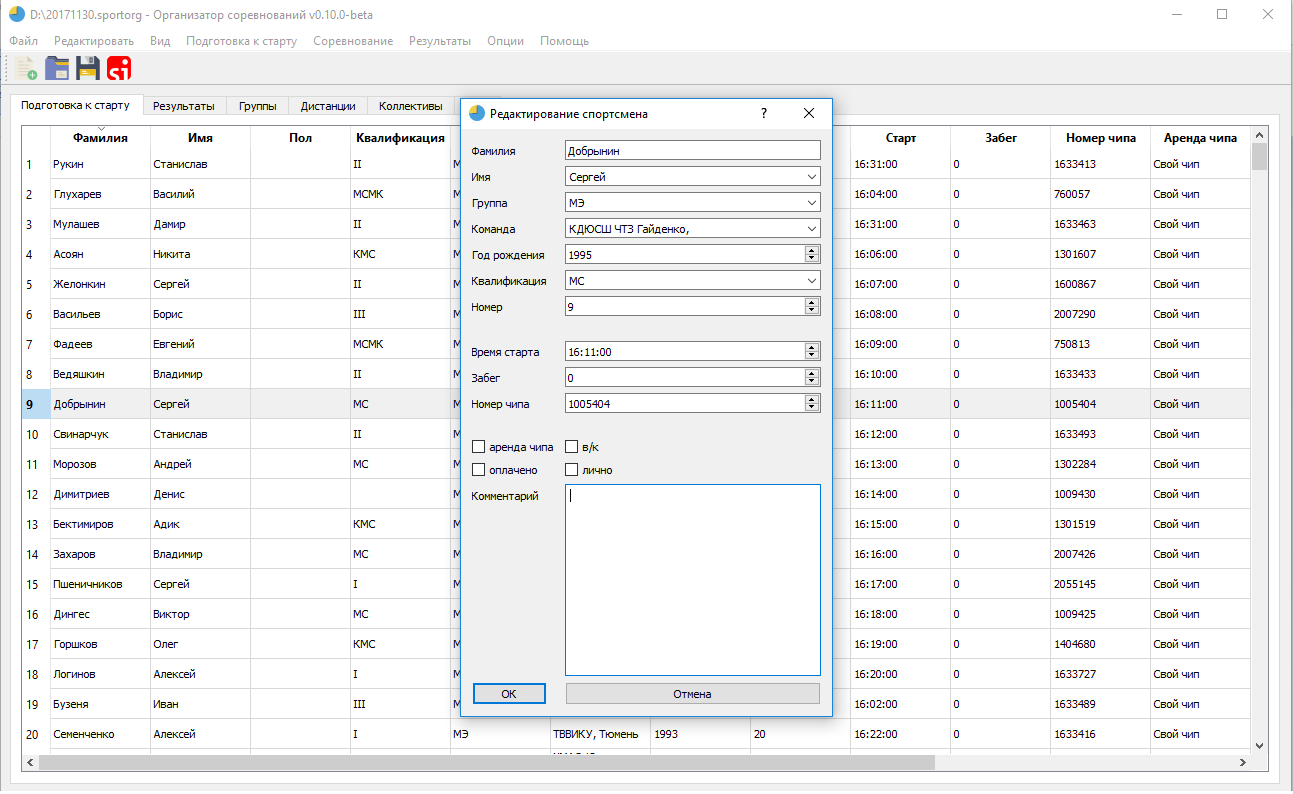 D:\20171130.sportorg - Организатор соревнований v0.10.0-beta
Файл Редактировать Вид Подготовка к старту Соревнование Результаты Опции Помощь
si
Подготовка к старту Результаты Группы Дистанции Коллективы
Фамилия Имя Пол Квалификация Старт Забег Номер чипа Аренда чипа
1 Рукин Станислав II М 16:31:00 0 1633413 Свой чип
2 Глухарев Василий МСМК М 16:04:00 0 760057 Свой чип
3 Мулашев Дамир II М 16:31:00 0 1633463 Свой чип
4 Асоян Никита КМС М 16:06:00 0 1301607 Свой чип
5 Желонкин Сергей II М 16:07:00 0 1600867 Свой чип
6 Васильев Борис III М 16:08:00 0 2007290 Свой чип
7 Фадеев Евгений МСМК М 16:09:00 0 750813 Свой чип
8 Ведяшкин Владимир II М 16:10:00 0 1633433 Свой чип
9 Добрынин Сергей МС М 16:11:00 0 1005404 Свой чип
10 Свинарчук Станислав II М 16:12:00 0 1633493 Свой чип
11 Морозов Андрей МС М 16:13:00 0 1302284 Свой чип
12 Димитриев Денис М 16:14:00 0 1009430 Свой чип
13 Бектимиров Адик КМС М 16:15:00 0 1301519 Свой чип
14 Захаров Владимир МС М 16:16:00 0 2007426 Свой чип
15 Пшеничников Сергей I М 16:17:00 0 2055145 Свой чип
16 Дингес Виктор МС М 16:18:00 0 1009425 Свой чип
17 Горшков Олег КМС М 16:19:00 0 1404680 Свой чип
18 Логинов Алексей I М 16:20:00 0 1633727 Свой чип
19 Бузеня Иван III М 16:02:00 0 1633489 Свой чип
20 Семенченко Алексей I МЭ ТВВИКУ, Тюмень 1993 20 16:22:00 0 1633416 Свой чип
Редактирование спортсмена ?
Фамилия Добрынин
Имя Сергей
Группа МЭ
Команда КДЮСШ ЧТЗ Гайденко,
Год рождения 1995
Квалификация МС
Номер 9
Время старта 16:11:00
Забег 0
Номер чипа 1005404
аренда чипа в/к
оплачено лично
Комментарий
OK Отмена